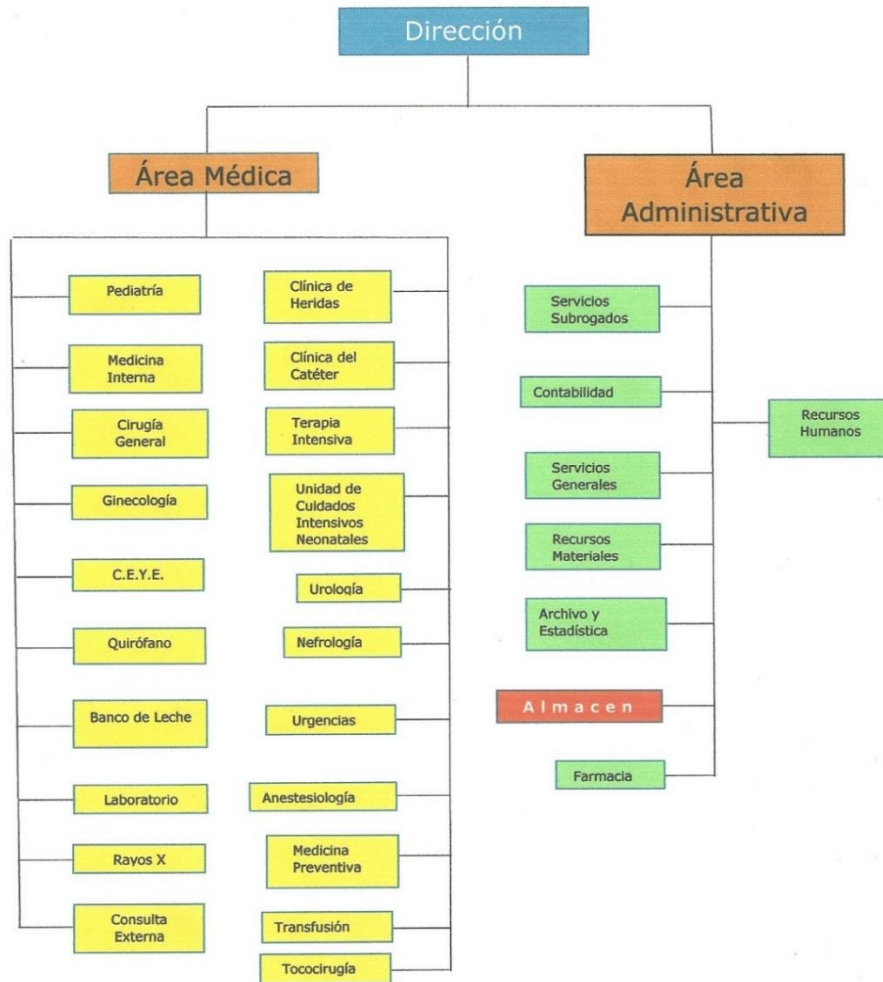 Dirección
Área Médica
Área
Administrativa
Pediatría
Medicina
Interna
Cirugía
General
Ginecología
C.E.Y.E.
Quirófano
Banco de Leche
Laboratorio
Rayos X
Consulta
Externa
Clínica de
Heridas
Clínica del
Catéter
Terapia
Intensiva
Unidad de
Cuidados
Intensivos
Neonatales
Urología
Nefrología
Urgencias
Anestesiología
Medicina
Preventiva
Transfusión
Tococirugía
Servicios
Subrogados
Contabilidad
Servicios
Generales
Recursos
Materiales
Archivo y
Estadística
Almacen
Farmacia
Recursos
Humanos